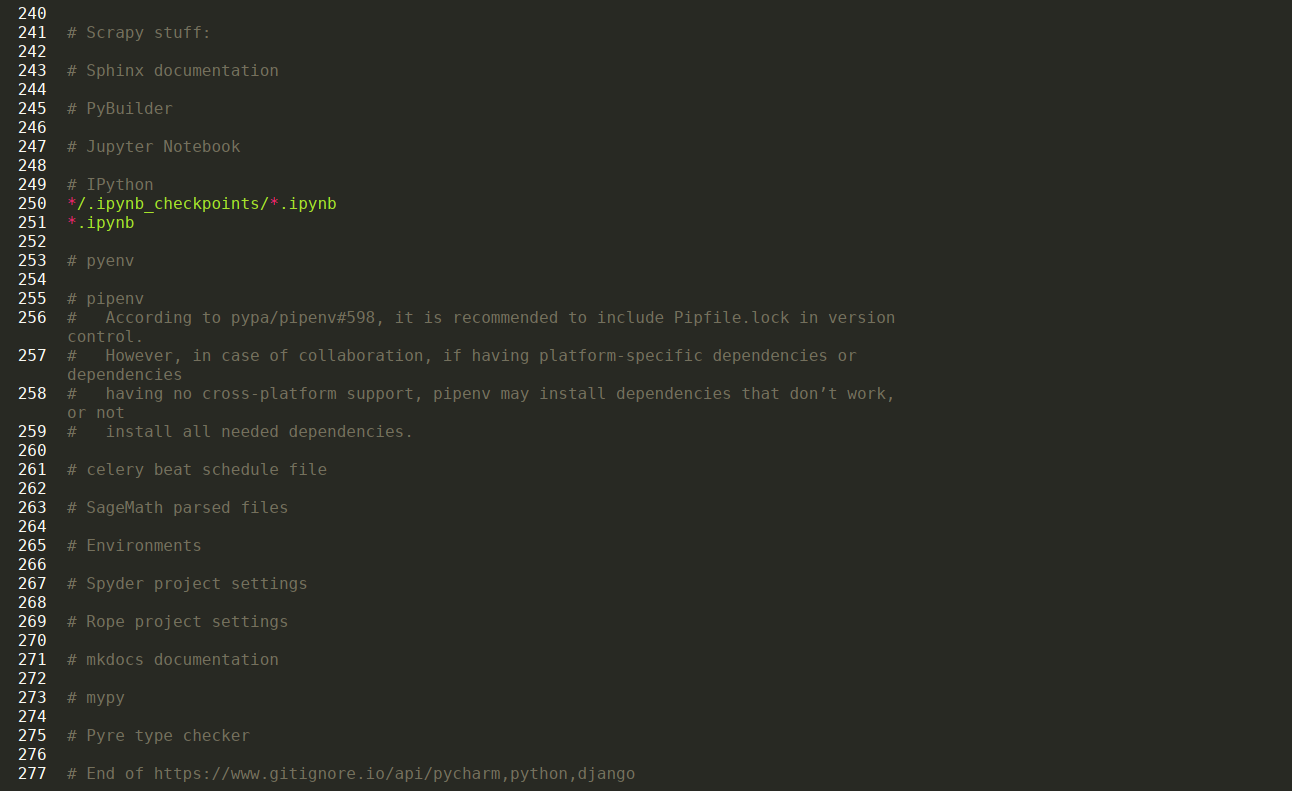 240
241 # Scrapy stuff:
242
243 # Sphinx documentation
244
245 # PyBuilder
246
247 # Jupyter Notebook
248
249 # IPython
250 */.ipynb_checkpoints/*.ipynb
251 *.ipynb
252
253 # pyenv
254
255 # pipenv
256 #   According to pypa/pipenv#598, it is recommended to include Pipfile.lock in version
control.
257 #   However, in case of collaboration, if having platform-specific dependencies or
dependencies
258 #   having no cross-platform support, pipenv may install dependencies that don’t work,
or not
259 #   install all needed dependencies.
260
261 # celery beat schedule file
262
263 # SageMath parsed files
264
265 # Environments
266
267 # Spyder project settings
268
269 # Rope project settings
270
271 # mkdocs documentation
272
273 # mypy
274
275 # Pyre type checker
276
277 # End of https://www.gitignore.io/api/pycharm,python,django